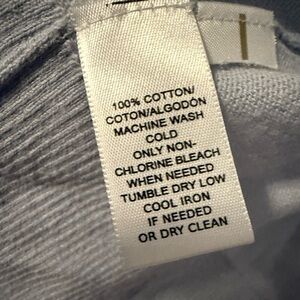 100% COTTON/
COTON/ALGODÓN
MACHINE WASH
COLD
ONLY NON-
CHLORINE BLEACH
WHEN NEEDED
TUMBLE DRY LOW
COOL IRON
IF NEEDED
OR DRY CLEAN